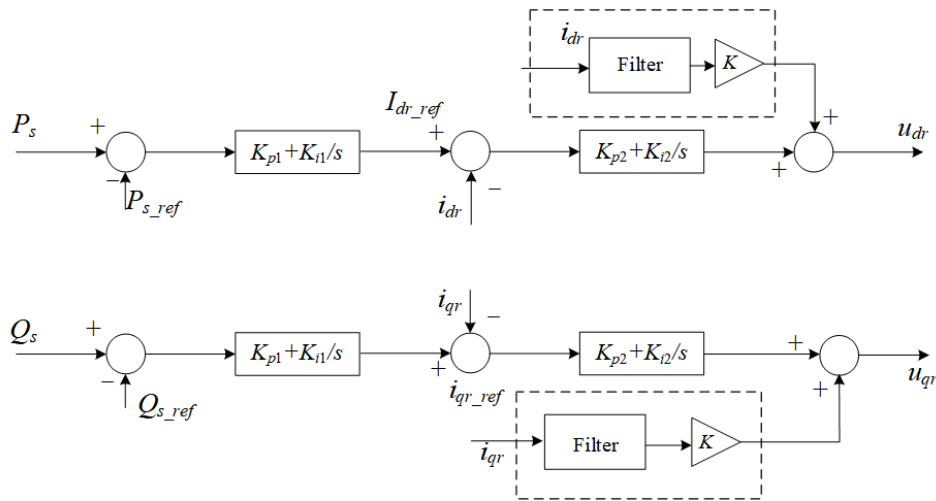 i_dr
Filter
K
I_dr_ref
P_s
+
−
K_p1+K_i1/s
+
−
K_p2+K_i2/s
+
+
u_dr
P_s_ref
i_dr
i_qr
Q_s
+
−
K_p1+K_i1/s
−
+
K_p2+K_i2/s
+
+
u_qr
Q_s_ref
i_qr_ref
i_qr
Filter
K